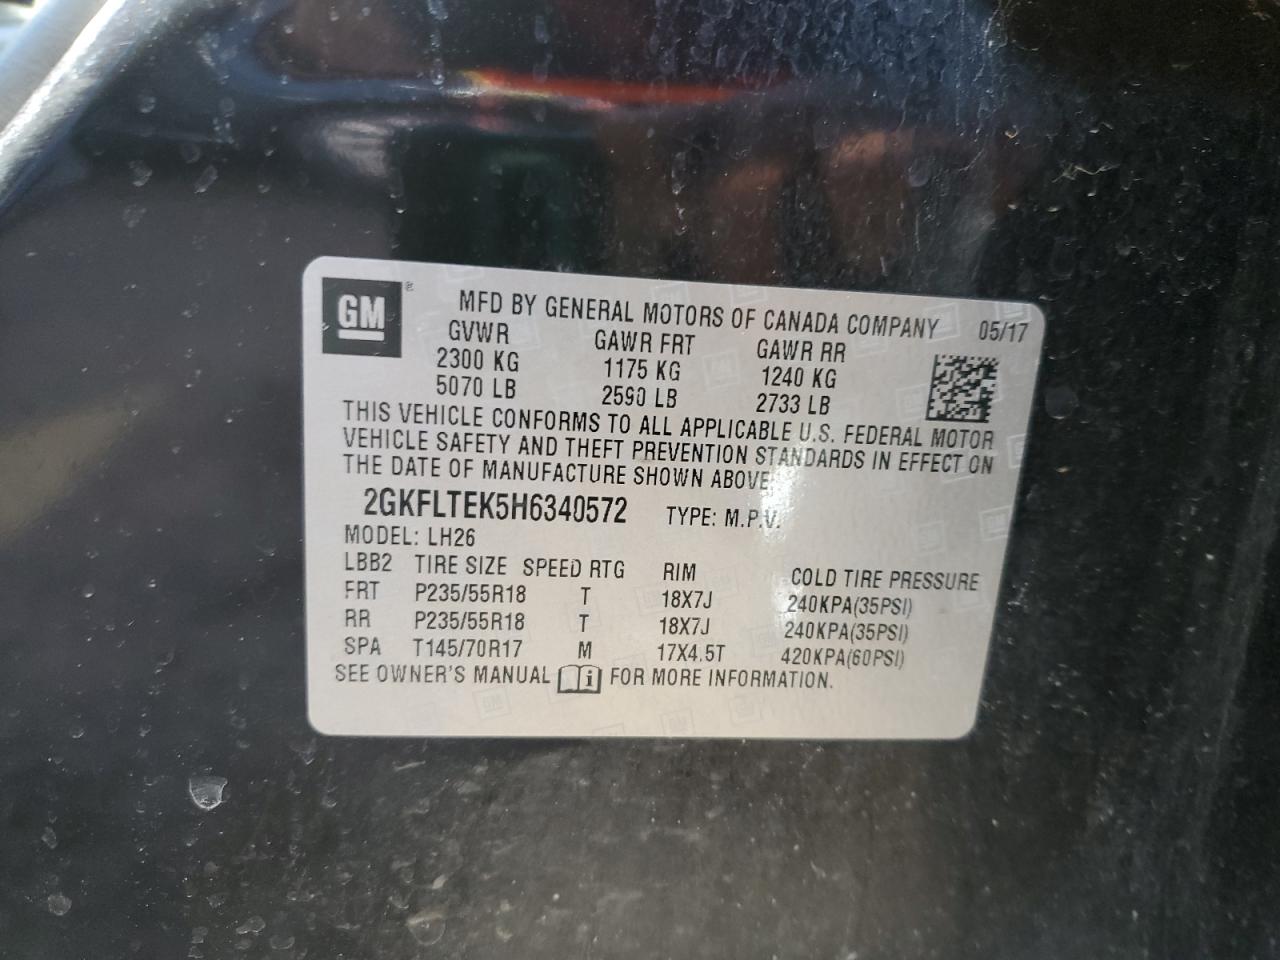 GM ®
MFD BY GENERAL MOTORS OF CANADA COMPANY 05/17
GVWR GAWR FRT GAWR RR
2300 KG 1175 KG 1240 KG
5070 LB 2590 LB 2733 LB
THIS VEHICLE CONFORMS TO ALL APPLICABLE U.S. FEDERAL MOTOR
VEHICLE SAFETY AND THEFT PREVENTION STANDARDS IN EFFECT ON
THE DATE OF MANUFACTURE SHOWN ABOVE.
2GKFLTEK5H6340572 TYPE: M.P.V.
MODEL: LH26
LBB2 TIRE SIZE SPEED RTG RIM COLD TIRE PRESSURE
FRT P235/55R18 T 18X7J 240KPA(35PSI)
RR P235/55R18 T 18X7J 240KPA(35PSI)
SPA T145/70R17 M 17X4.5T 420KPA(60PSI)
SEE OWNER'S MANUAL i FOR MORE INFORMATION.